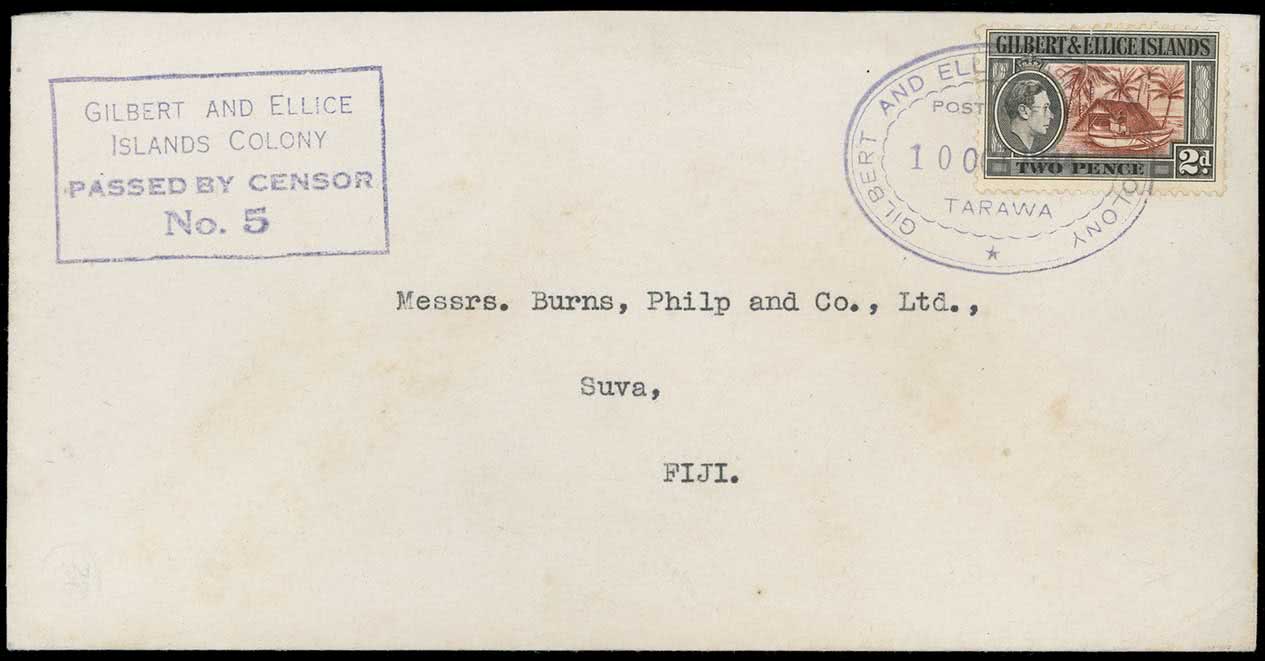 GILBERT AND ELLICE
ISLANDS COLONY
PASSED BY CENSOR
No. 5
GILBERT & ELLICE ISLANDS
TWO PENCE
2d.
GILBERT AND ELL
COLONY
POST
TARAWA
Messrs. Burns, Philp and Co., Ltd.,
Suva,
FIJI.